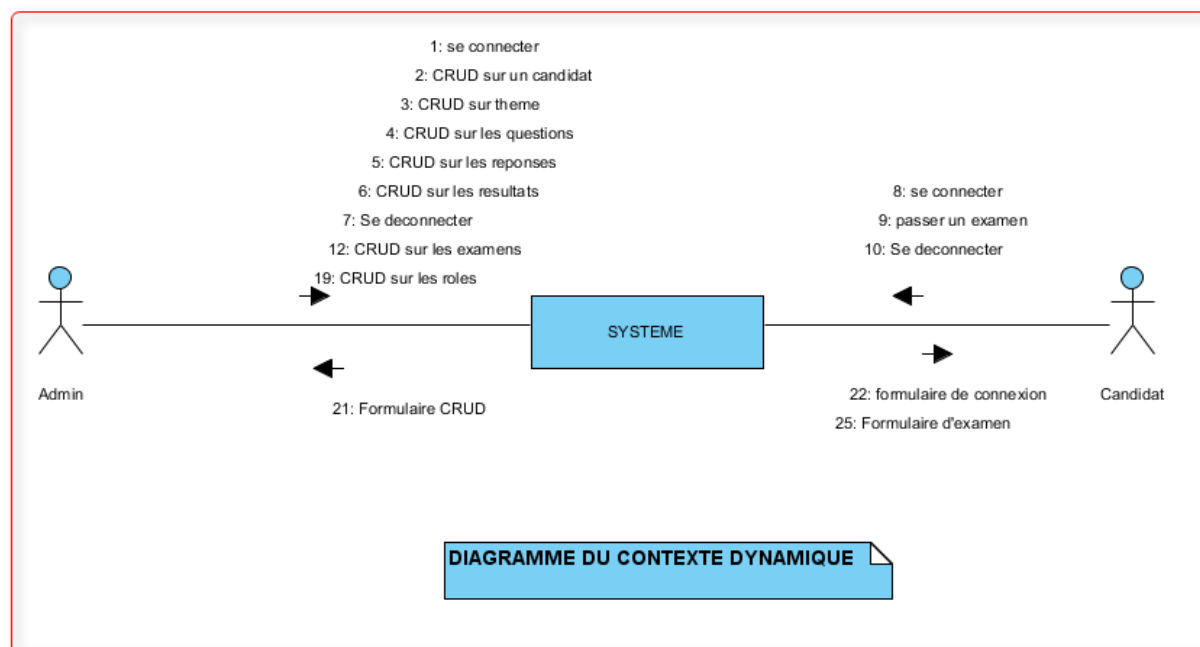 1: se connecter
2: CRUD sur un candidat
3: CRUD sur theme
4: CRUD sur les questions
5: CRUD sur les reponses
6: CRUD sur les resultats
7: Se deconnecter
12: CRUD sur les examens
19: CRUD sur les roles
8: se connecter
9: passer un examen
10: Se deconnecter
SYSTEME
Admin
21: Formulaire CRUD
22: formulaire de connexion
25: Formulaire d'examen
Candidat
DIAGRAMME DU CONTEXTE DYNAMIQUE